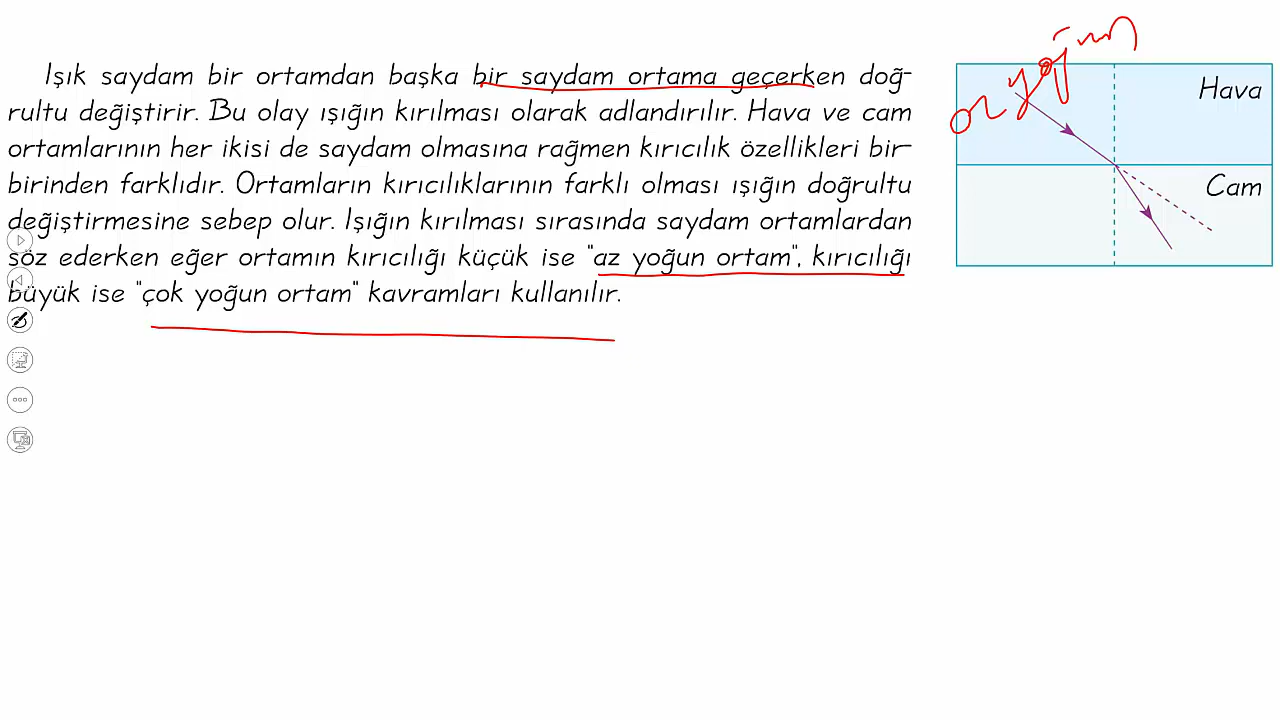 Işık saydam bir ortamdan başka bir saydam ortama geçerken doğ-
rultu değiştirir. Bu olay ışığın kırılması olarak adlandırılır. Hava ve cam
ortamlarının her ikisi de saydam olmasına rağmen kırıcılık özellikleri bir-
birinden farklıdır. Ortamların kırıcılıklarının farklı olması ışığın doğrultu
değiştirmesine sebep olur. Işığın kırılması sırasında saydam ortamlardan
söz ederken eğer ortamın kırıcılığı küçük ise "az yoğun ortam", kırıcılığı
büyük ise "çok yoğun ortam" kavramları kullanılır.
az yoğun
Hava
Cam